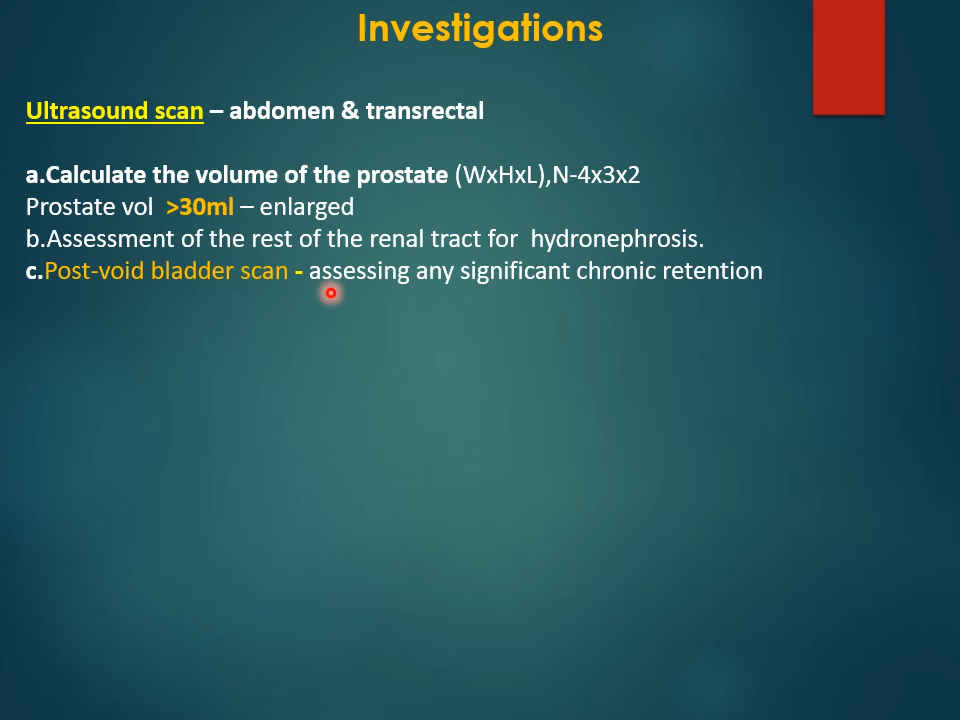 Investigations
Ultrasound scan – abdomen & transrectal
a.Calculate the volume of the prostate (WxHxL),N-4x3x2
Prostate vol  >30ml – enlarged
b.Assessment of the rest of the renal tract for  hydronephrosis.
c.Post-void bladder scan - assessing any significant chronic retention